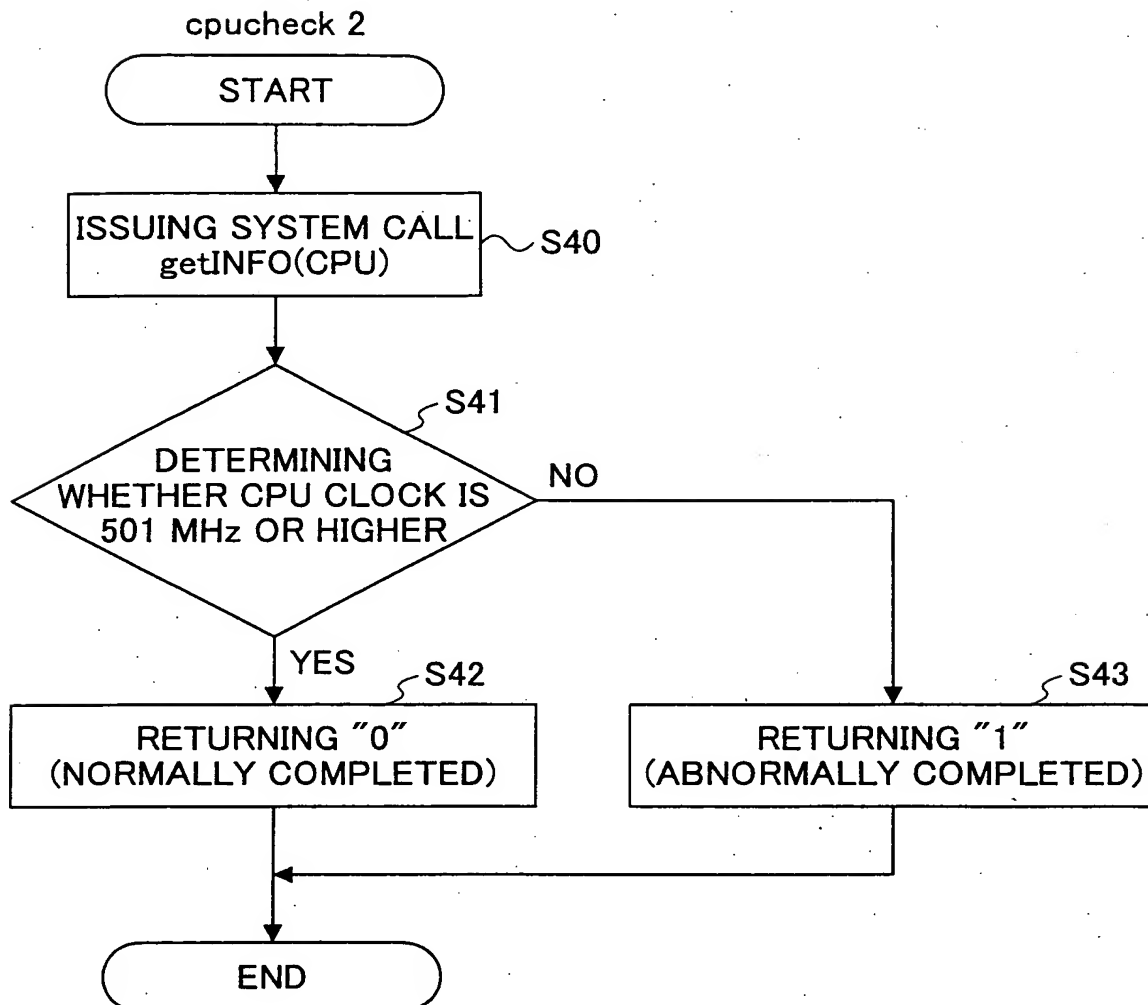 cpucheck 2
START
ISSUING SYSTEM CALL
getINFO(CPU)
S40
S41
DETERMINING
WHETHER CPU CLOCK IS
501 MHz OR HIGHER
NO
YES
S42
RETURNING "0"
(NORMALLY COMPLETED)
S43
RETURNING "1"
(ABNORMALLY COMPLETED)
END